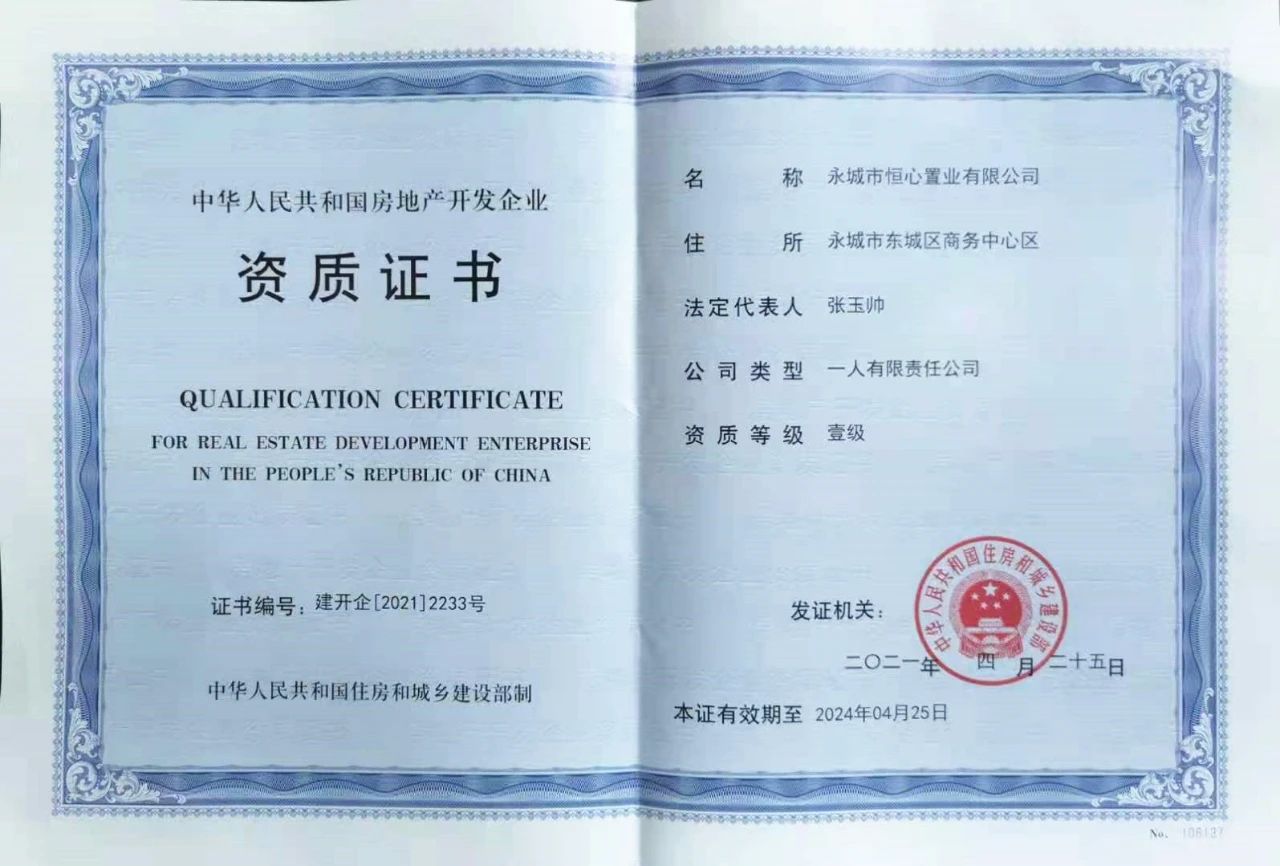 中华人民共和国房地产开发企业
资质证书
QUALIFICATION CERTIFICATE
FOR REAL ESTATE DEVELOPMENT ENTERPRISE
IN THE PEOPLE'S REPUBLIC OF CHINA
证书编号：建开企[2021]2233号
中华人民共和国住房和城乡建设部制
名称 永城市恒心置业有限公司
住所 永城市东城区商务中心区
法定代表人 张玉帅
公司类型 一人有限责任公司
资质等级 壹级
中华人民共和国住房和城乡建设部
发证机关：
二〇二一年 四 月 二十五日
本证有效期至 2024年04月25日
No. 106137